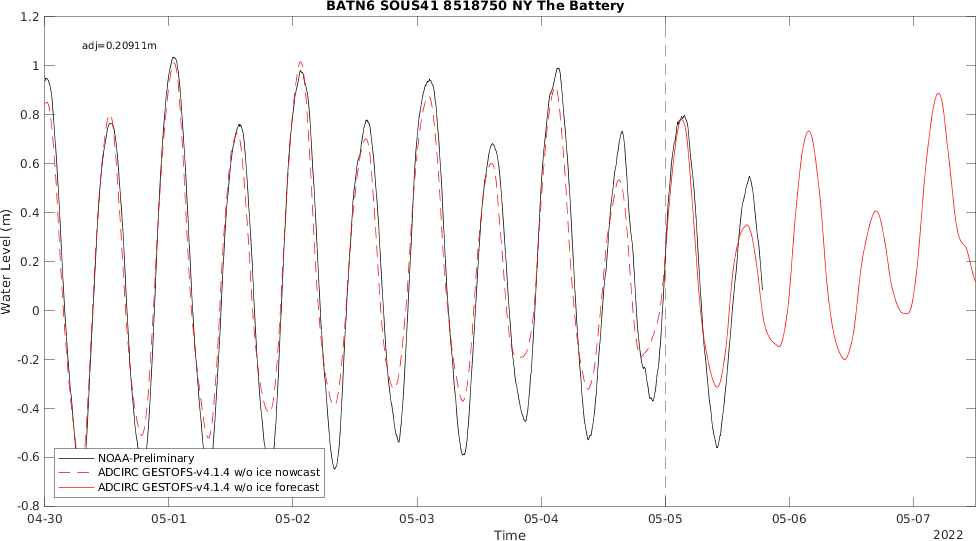 BATN6 SOUS41 8518750 NY The Battery
adj=0.20911m
1.2
1
0.8
0.6
0.4
0.2
0
-0.2
-0.4
-0.6
-0.8
Water Level (m)
NOAA-Preliminary
ADCIRC GESTOFS-v4.1.4 w/o ice nowcast
ADCIRC GESTOFS-v4.1.4 w/o ice forecast
04-30 05-01 05-02 05-03 05-04 05-05 05-06 05-07
Time
2022